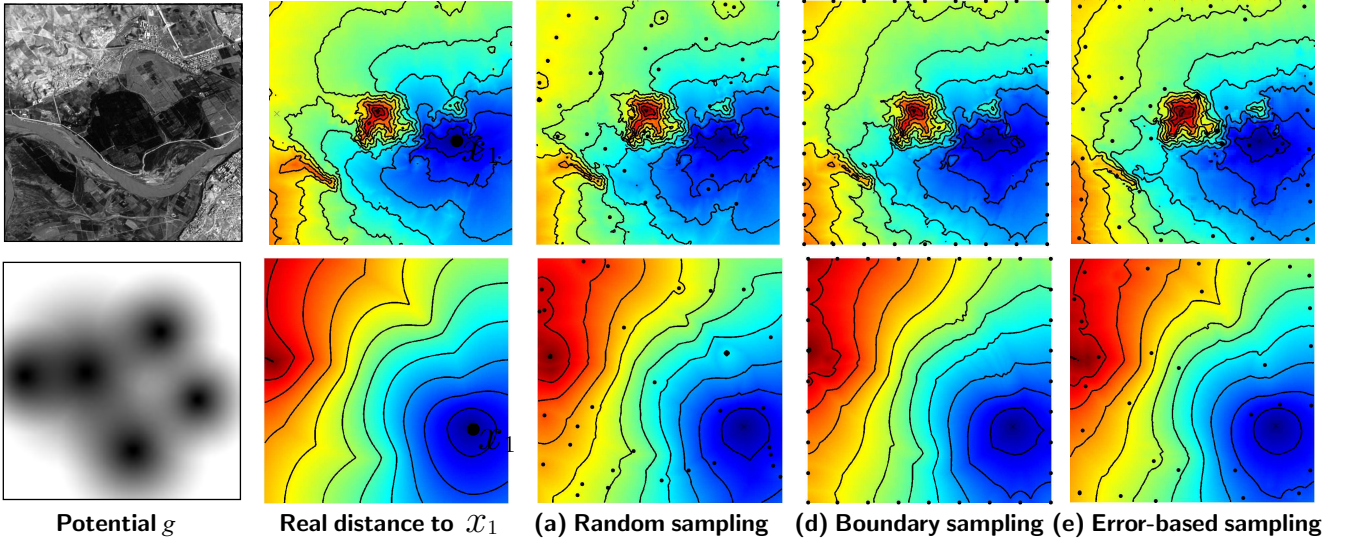 x₁
x₁
Potential g
Real distance to x₁
(a) Random sampling
(d) Boundary sampling
(e) Error-based sampling